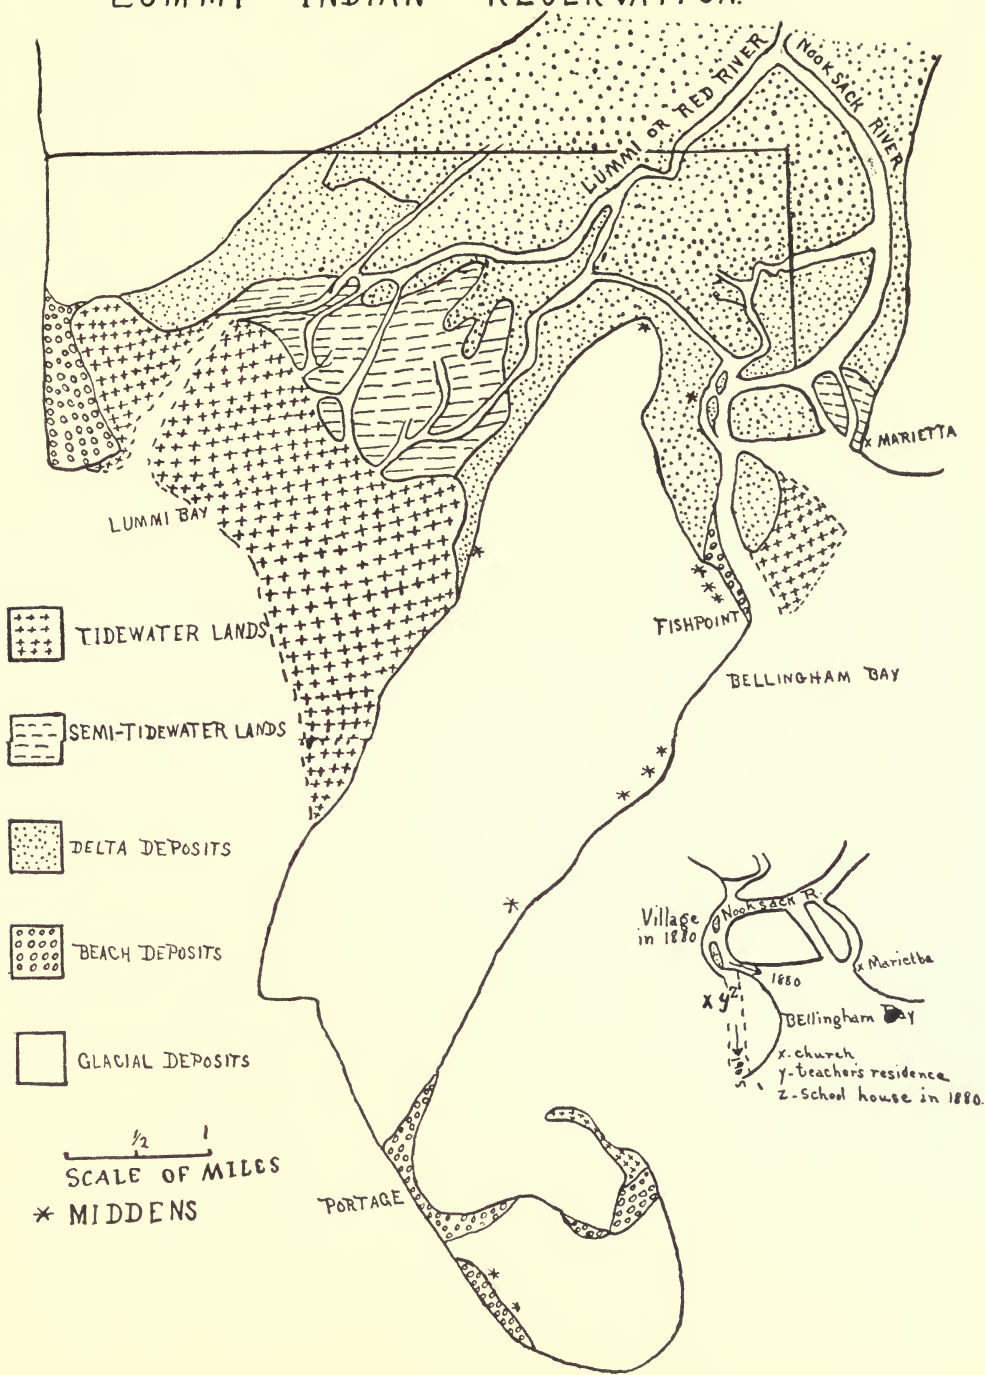 LUMMI INDIAN RESERVATION.
LUMMI OR RED RIVER
NOOKSACK RIVER
x MARIETTA
LUMMI BAY
TIDEWATER LANDS
FISHPOINT
BELLINGHAM BAY
SEMI-TIDEWATER LANDS
DELTA DEPOSITS
BEACH DEPOSITS
GLACIAL DEPOSITS
1/2 1
SCALE OF MILES
* MIDDENS
PORTAGE
Village
in 1880
Nooksack R.
x Marietba
1880
x y z
Bellingham Bay
x-church
y-teacher's residence
z-School house in 1880.